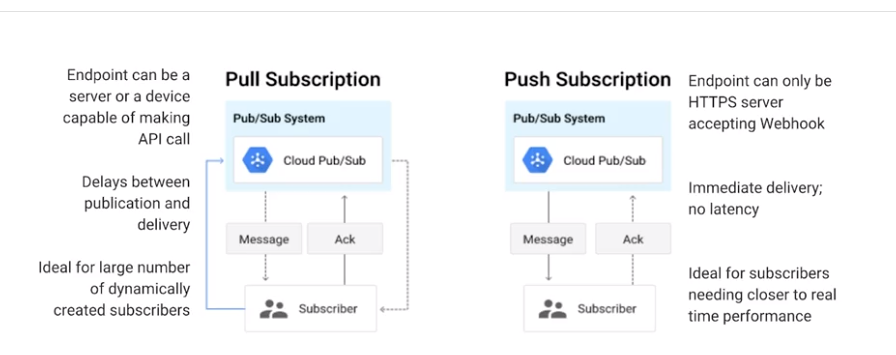 Pull Subscription
Endpoint can be a
server or a device
capable of making
API call
Delays between
publication and
delivery
Ideal for large number
of dynamically
created subscribers
Pub/Sub System
Cloud Pub/Sub
Message
Ack
Subscriber
Push Subscription
Pub/Sub System
Cloud Pub/Sub
Message
Ack
Subscriber
Endpoint can only be
HTTPS server
accepting Webhook
Immediate delivery;
no latency
Ideal for subscribers
needing closer to real
time performance